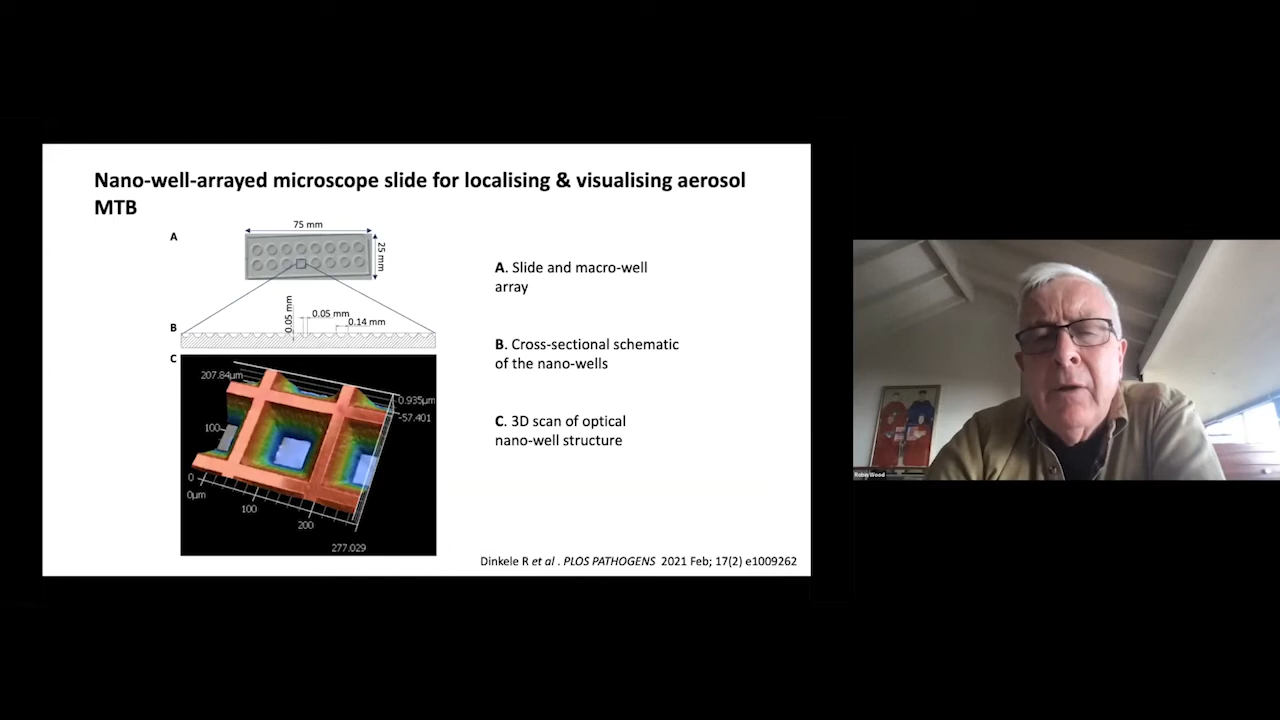 Nano-well-arrayed microscope slide for localising & visualising aerosol
MTB
A
75 mm
25 mm
B
0.05 mm
0.05 mm
0.14 mm
C
207.84µm
100
0
0µm
100
200
277.029
0.935µm
-57.401
A. Slide and macro-well
array
B. Cross-sectional schematic
of the nano-wells
C. 3D scan of optical
nano-well structure
Dinkele R et al . PLOS PATHOGENS 2021 Feb; 17(2) e1009262
Robin Wood